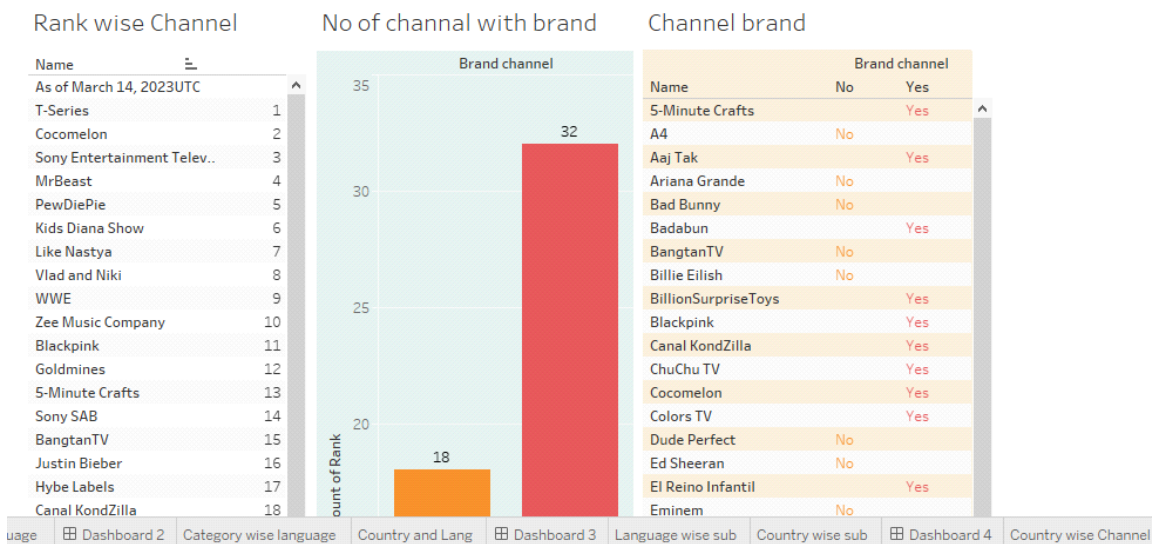 Rank wise Channel
Name
As of March 14, 2023UTC
T-Series 1
Cocomelon 2
Sony Entertainment Telev.. 3
MrBeast 4
PewDiePie 5
Kids Diana Show 6
Like Nastya 7
Vlad and Niki 8
WWE 9
Zee Music Company 10
Blackpink 11
Goldmines 12
5-Minute Crafts 13
Sony SAB 14
BangtanTV 15
Justin Bieber 16
Hybe Labels 17
Canal KondZilla 18
No of channal with brand
Brand channel
35
30
25
20
ount of Rank
18
32
Channel brand
Brand channel
Name No Yes
5-Minute Crafts Yes
A4 No
Aaj Tak Yes
Ariana Grande No
Bad Bunny No
Badabun Yes
BangtanTV No
Billie Eilish No
BillionSurpriseToys Yes
Blackpink Yes
Canal KondZilla Yes
ChuChu TV Yes
Cocomelon Yes
Colors TV Yes
Dude Perfect No
Ed Sheeran No
El Reino Infantil Yes
Eminem No
uage Dashboard 2 Category wise language Country and Lang Dashboard 3 Language wise sub Country wise sub Dashboard 4 Country wise Channel